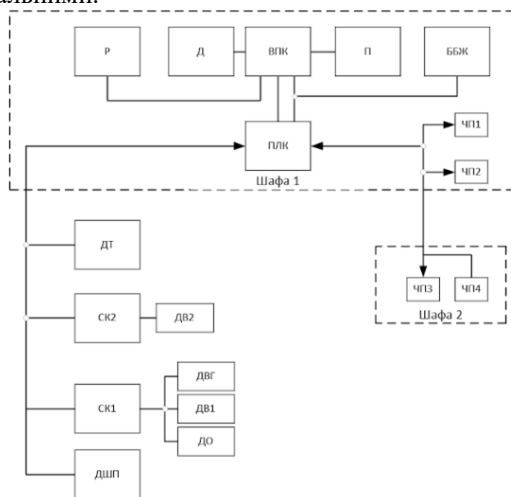 альними.
Р Д ВПК П ББЖ
ЧП1
ПЛК
ЧП2
Шафа 1
ДТ
ЧП3 ЧП4
СК2 ДВ2
Шафа 2
ДВГ
СК1 ДВ1
ДО
ДШП